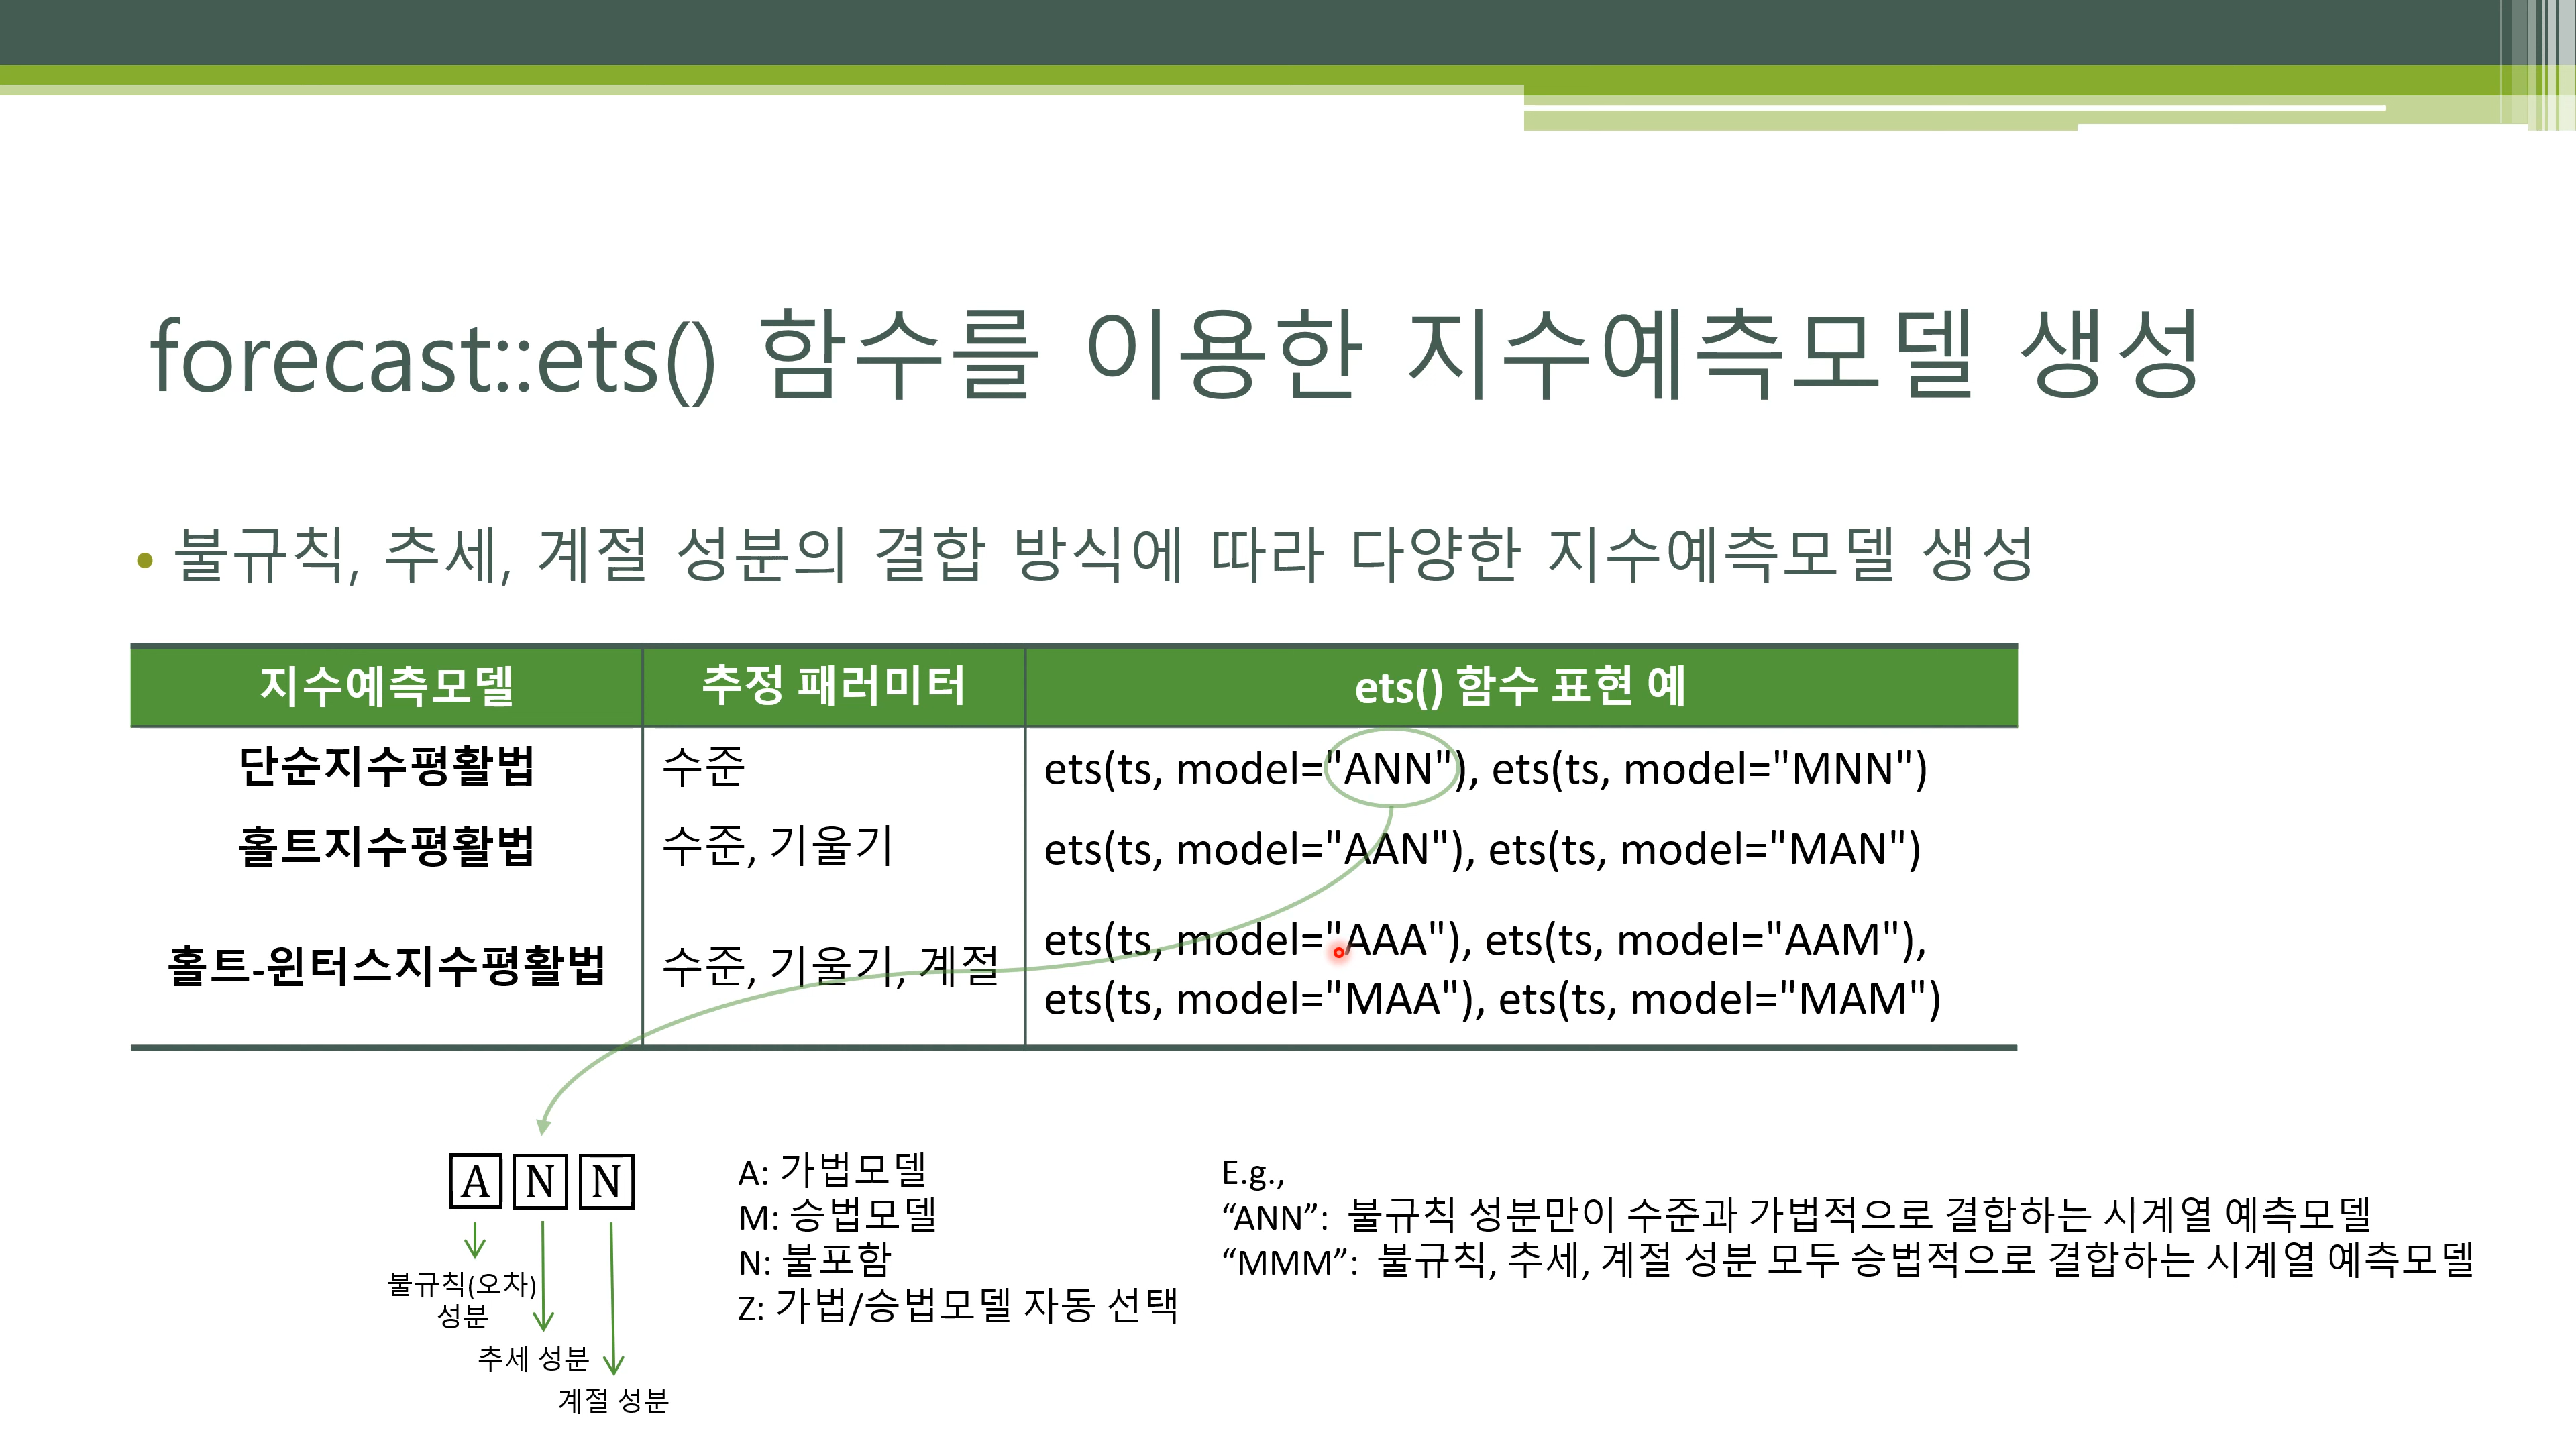 forecast::ets() 함수를 이용한 지수예측모델 생성
• 불규칙, 추세, 계절 성분의 결합 방식에 따라 다양한 지수예측모델 생성
지수예측모델 추정 패러미터 ets() 함수 표현 예
단순지수평활법 수준 ets(ts, model="ANN"), ets(ts, model="MNN")
홀트지수평활법 수준, 기울기 ets(ts, model="AAN"), ets(ts, model="MAN")
홀트-윈터스지수평활법 수준, 기울기, 계절 ets(ts, model="AAA"), ets(ts, model="AAM"),
ets(ts, model="MAA"), ets(ts, model="MAM")
A N N
불규칙(오차)
성분
추세 성분
계절 성분
A: 가법모델
M: 승법모델
N: 불포함
Z: 가법/승법모델 자동 선택
E.g.,
“ANN”: 불규칙 성분만이 수준과 가법적으로 결합하는 시계열 예측모델
“MMM”: 불규칙, 추세, 계절 성분 모두 승법적으로 결합하는 시계열 예측모델